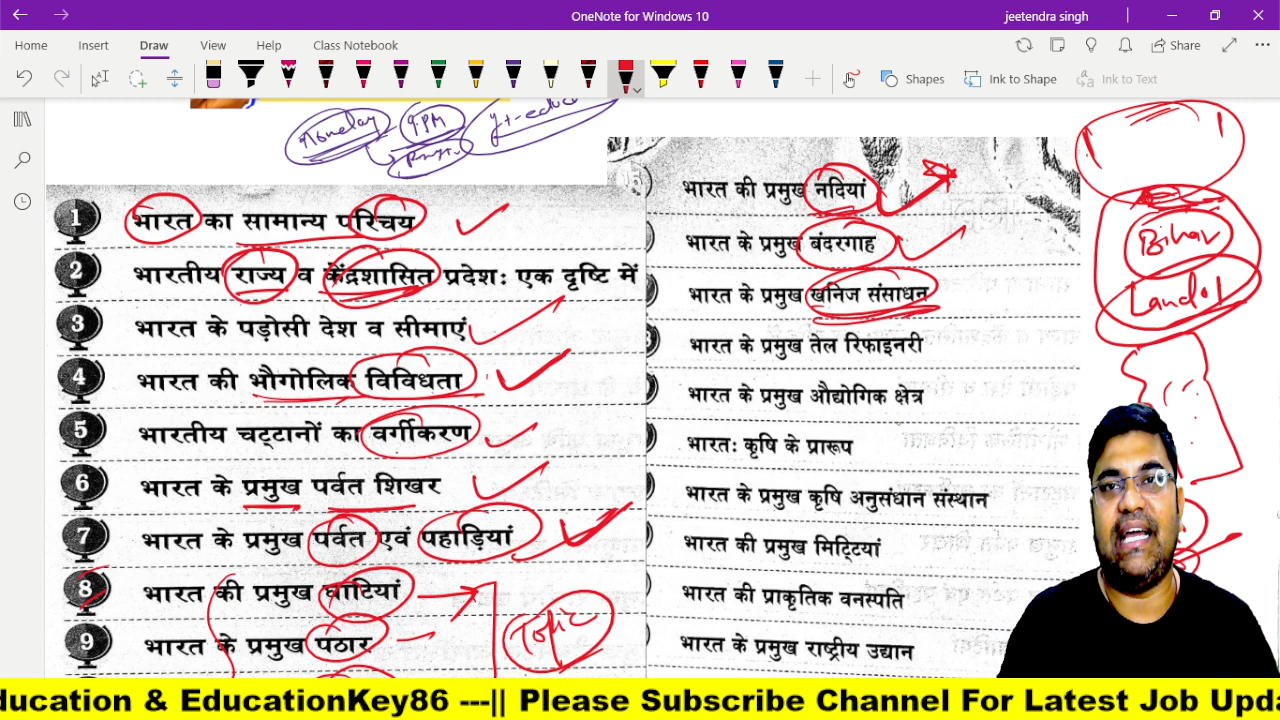 OneNote for Windows 10
jeetendra singh
Home Insert Draw View Help Class Notebook
Share
Shapes Ink to Shape Ink to Text
Monday 9:PM
1 भारत का सामान्य परिचय
2 भारतीय राज्य व केंद्रशासित प्रदेशः एक दृष्टि में
3 भारत के पड़ोसी देश व सीमाएं
4 भारत की भौगोलिक विविधता
5 भारतीय चट्टानों का वर्गीकरण
6 भारत के प्रमुख पर्वत शिखर
7 भारत के प्रमुख पर्वत एवं पहाड़ियां
8 भारत की प्रमुख घाटियां
9 भारत के प्रमुख पठार
Topic
भारत की प्रमुख नदियां
भारत के प्रमुख बंदरगाह
भारत के प्रमुख खनिज संसाधन
भारत के प्रमुख तेल रिफाइनरी
भारत के प्रमुख औद्योगिक क्षेत्र
भारतः कृषि के प्रारूप
भारत के प्रमुख कृषि अनुसंधान संस्थान
भारत की प्रमुख मिट्टियां
भारत की प्राकृतिक वनस्पति
भारत के प्रमुख राष्ट्रीय उद्यान
Bihar
ducation & EducationKey86 ---|| Please Subscribe Channel For Latest Job Upda